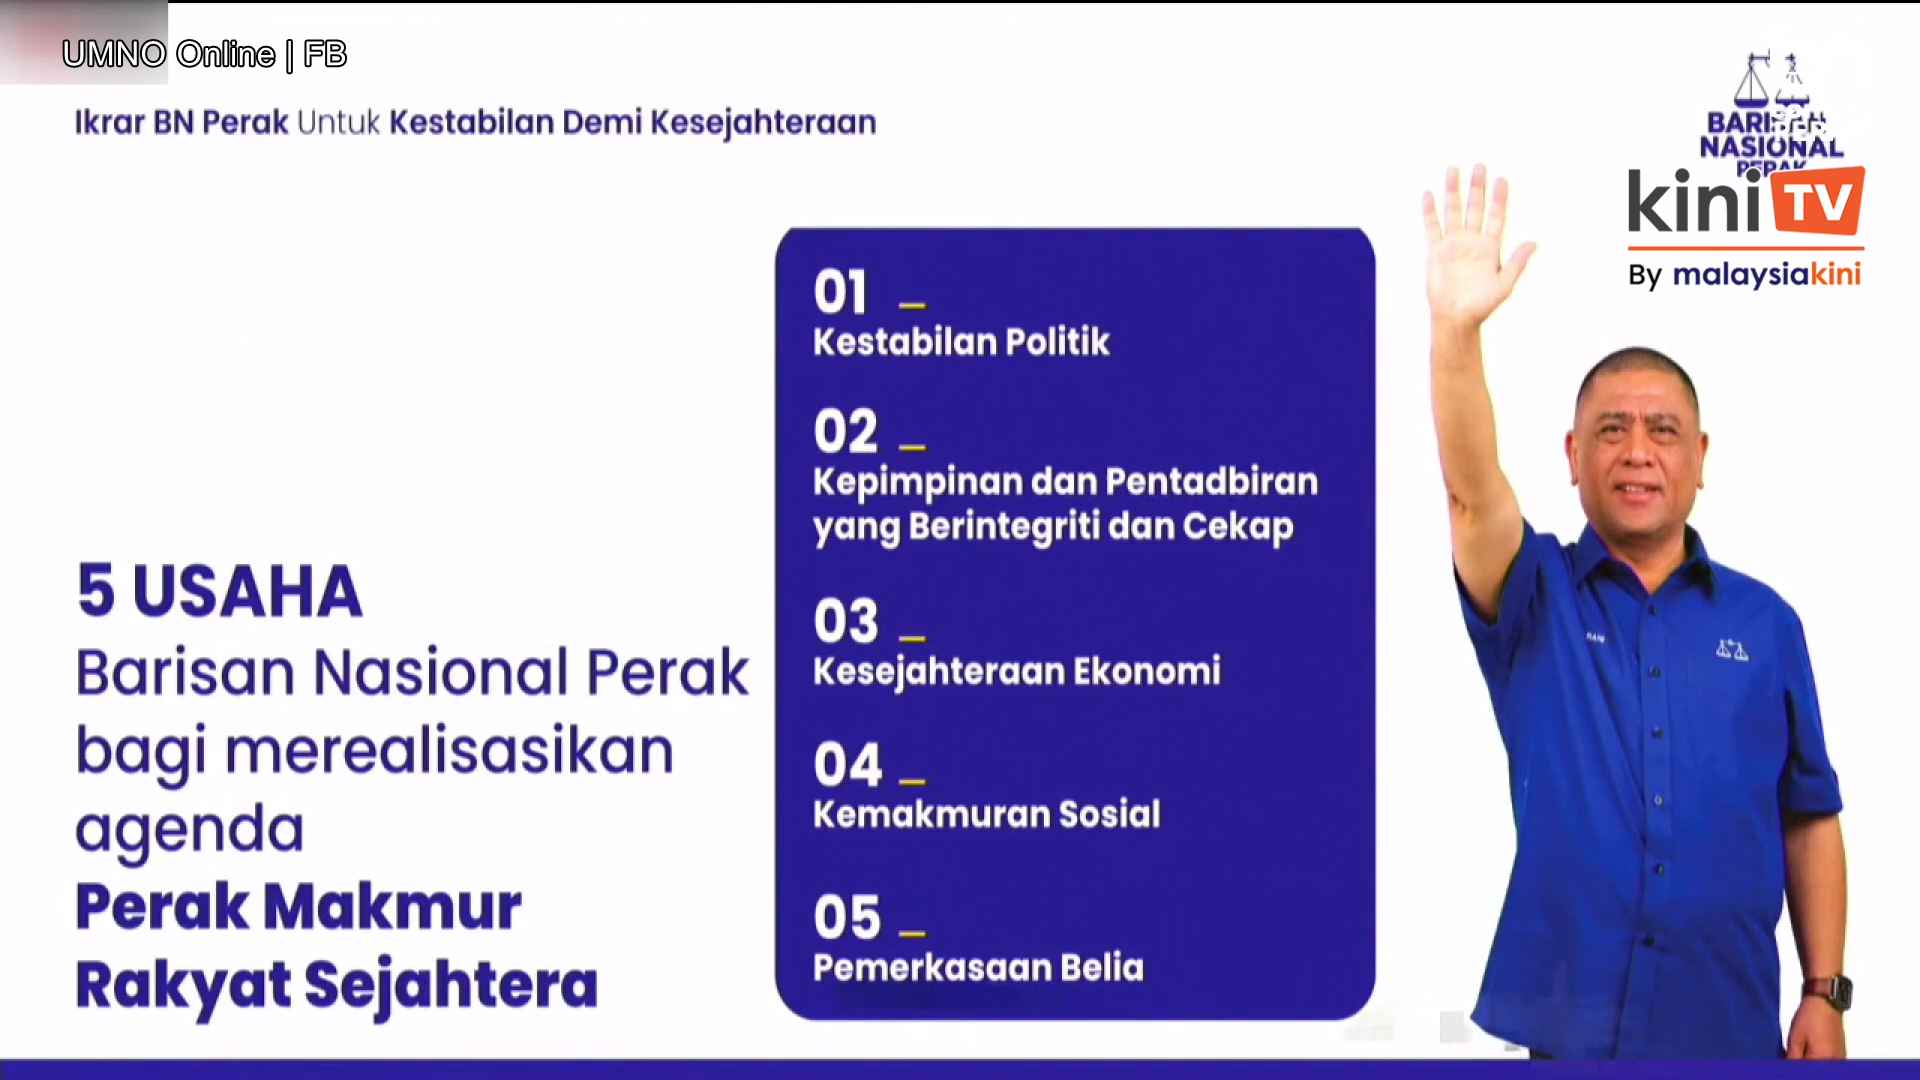 UMNO Online | FB
Ikrar BN Perak Untuk Kestabilan Demi Kesejahteraan
NASIONAL
PERAK
kini TV
By malaysiakini
5 USAHA
Barisan Nasional Perak
bagi merealisasikan
agenda
Perak Makmur
Rakyat Sejahtera
01
Kestabilan Politik
02
Kepimpinan dan Pentadbiran
yang Berintegriti dan Cekap
03
Kesejahteraan Ekonomi
04
Kemakmuran Sosial
05
Pemerkasaan Belia